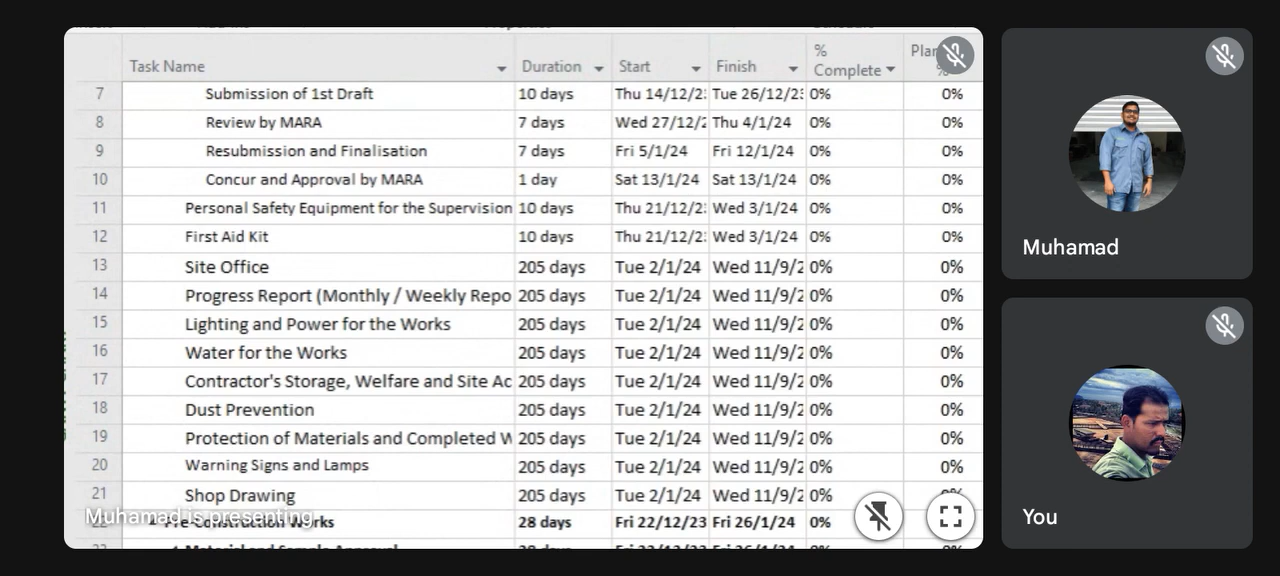 Task Name Duration Start Finish % Complete
7 Submission of 1st Draft 10 days Thu 14/12/2 Tue 26/12/2 0% 0%
8 Review by MARA 7 days Wed 27/12/2 Thu 4/1/24 0% 0%
9 Resubmission and Finalisation 7 days Fri 5/1/24 Fri 12/1/24 0% 0%
10 Concur and Approval by MARA 1 day Sat 13/1/24 Sat 13/1/24 0% 0%
11 Personal Safety Equipment for the Supervision 10 days Thu 21/12/2 Wed 3/1/24 0% 0%
12 First Aid Kit 10 days Thu 21/12/2 Wed 3/1/24 0% 0%
13 Site Office 205 days Tue 2/1/24 Wed 11/9/2 0% 0%
14 Progress Report (Monthly / Weekly Repo 205 days Tue 2/1/24 Wed 11/9/2 0% 0%
15 Lighting and Power for the Works 205 days Tue 2/1/24 Wed 11/9/2 0% 0%
16 Water for the Works 205 days Tue 2/1/24 Wed 11/9/2 0% 0%
17 Contractor's Storage, Welfare and Site Ac 205 days Tue 2/1/24 Wed 11/9/2 0% 0%
18 Dust Prevention 205 days Tue 2/1/24 Wed 11/9/2 0% 0%
19 Protection of Materials and Completed W 205 days Tue 2/1/24 Wed 11/9/2 0% 0%
20 Warning Signs and Lamps 205 days Tue 2/1/24 Wed 11/9/2 0% 0%
21 Shop Drawing 205 days Tue 2/1/24 Wed 11/9/2 0%
Pre-Construction Works 28 days Fri 22/12/23 Fri 26/1/24 0%
Muhamad is presenting
Muhamad
You